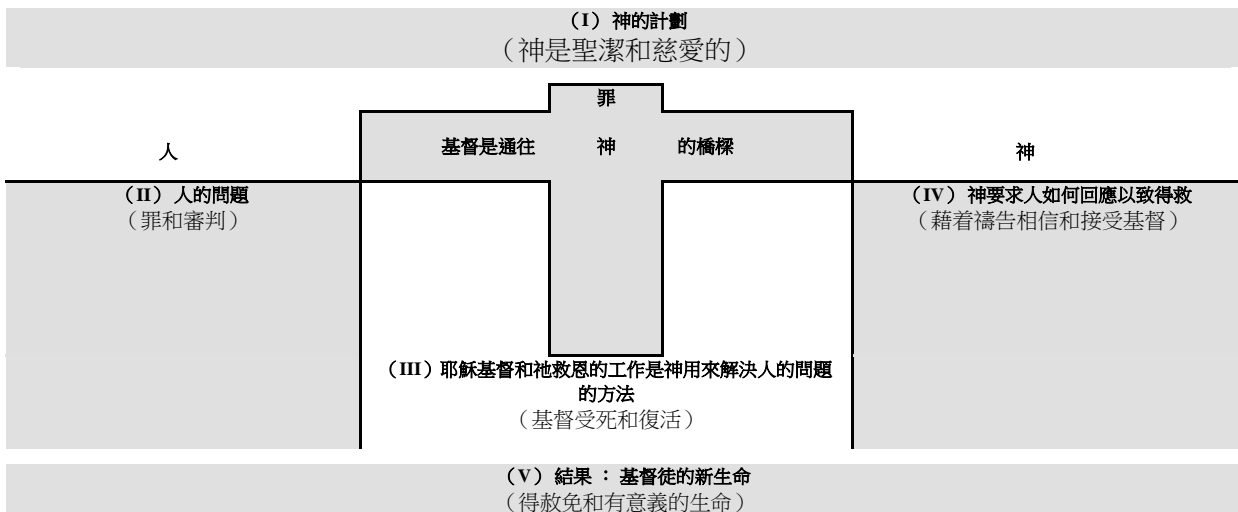 （I） 神的計劃
（神是聖潔和慈愛的）
罪
人 基督是通往 神 的橋樑 神
（II） 人的問題
（罪和審判）
（IV） 神要求人如何回應以致得救
（藉着禱告相信和接受基督）
（III）耶穌基督和祂救恩的工作是神用來解決人的問題
的方法
（基督受死和復活）
（V） 結果 ： 基督徒的新生命
（得赦免和有意義的生命）